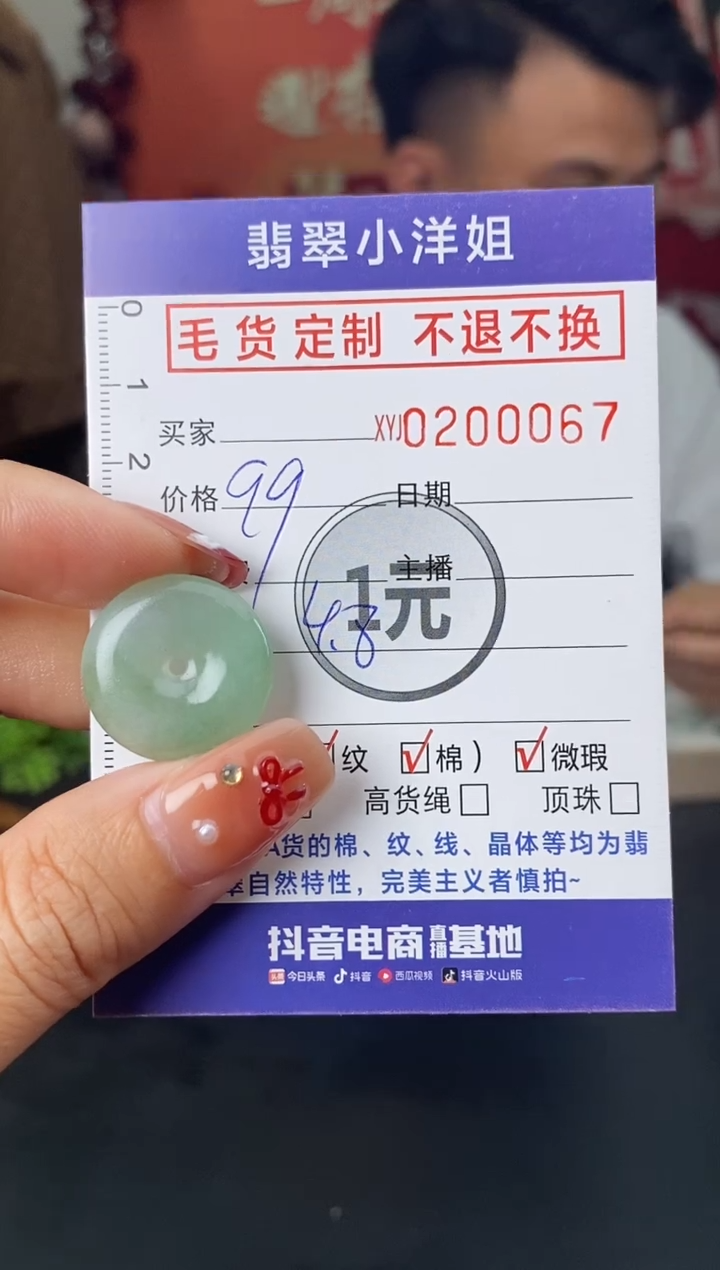 翡翠小洋姐
毛货定制 不退不换
0
1
2
买家 XYJ0200067
价格 99 日期
主播
1元
4.8
纹 棉） 微瑕
高货绳 顶珠
A货的棉、纹、线、晶体等均为翡
翠自然特性，完美主义者慎拍~
抖音电商直播基地
头条 今日头条 抖音 西瓜视频 抖音火山版